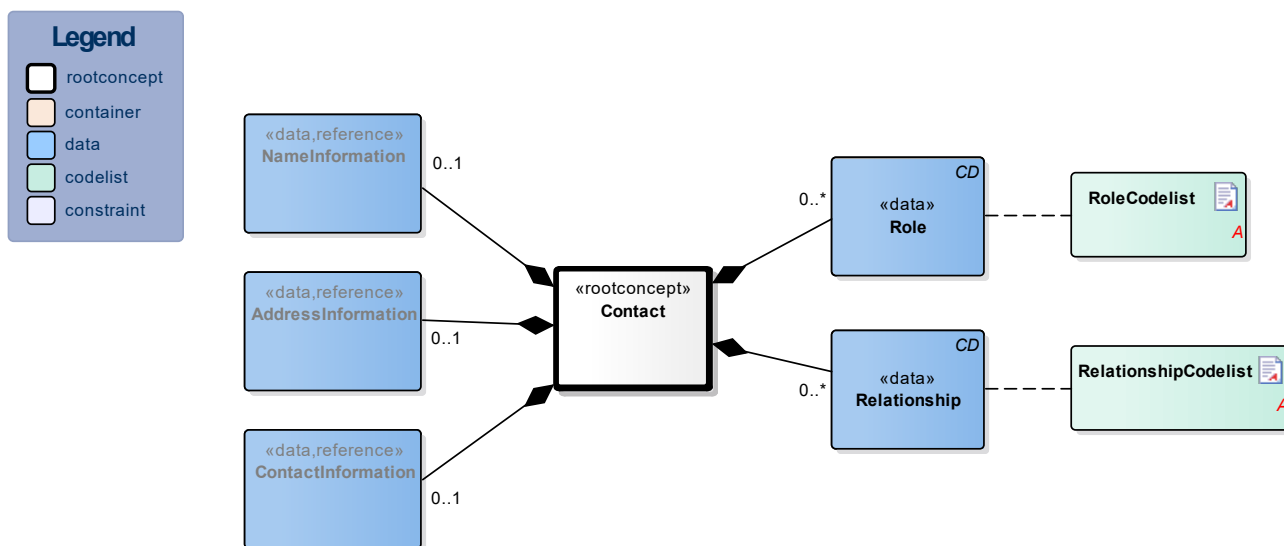 Legend
rootconcept
container
data
codelist
constraint
«data,reference»
NameInformation
0..1
«data,reference»
AddressInformation
0..1
«data,reference»
ContactInformation
0..1
«rootconcept»
Contact
CD
«data»
Role
0..*
RoleCodelist
A
CD
«data»
Relationship
0..*
RelationshipCodelist
A